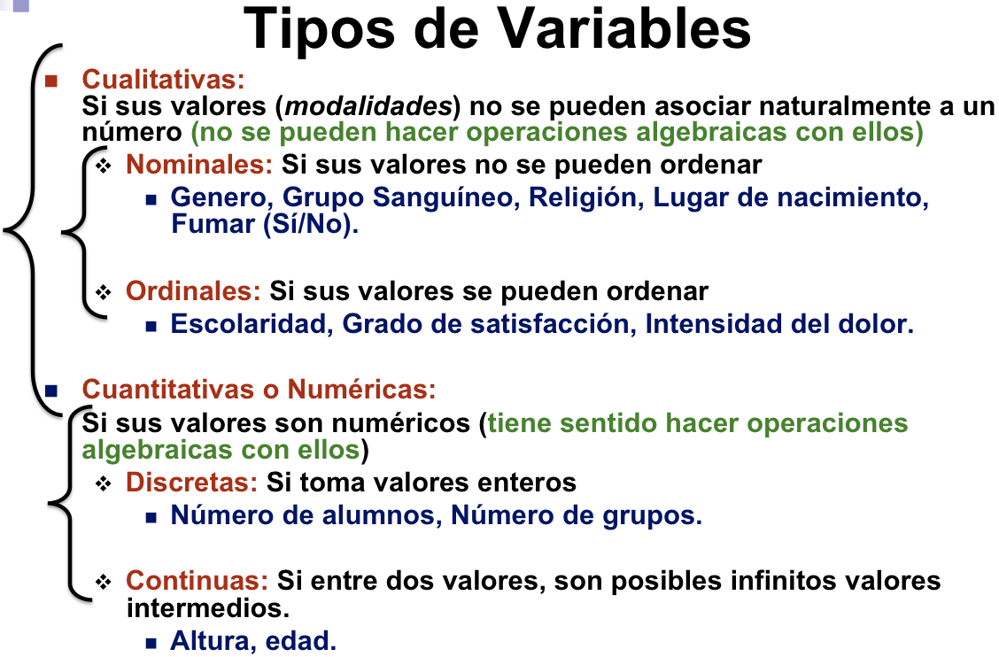 Tipos de Variables
Cualitativas:
Si sus valores (modalidades) no se pueden asociar naturalmente a un
número (no se pueden hacer operaciones algebraicas con ellos)
Nominales: Si sus valores no se pueden ordenar
Genero, Grupo Sanguíneo, Religión, Lugar de nacimiento,
Fumar (Sí/No).
Ordinales: Si sus valores se pueden ordenar
Escolaridad, Grado de satisfacción, Intensidad del dolor.
Cuantitativas o Numéricas:
Si sus valores son numéricos (tiene sentido hacer operaciones
algebraicas con ellos)
Discretas: Si toma valores enteros
Número de alumnos, Número de grupos.
Continuas: Si entre dos valores, son posibles infinitos valores
intermedios.
Altura, edad.